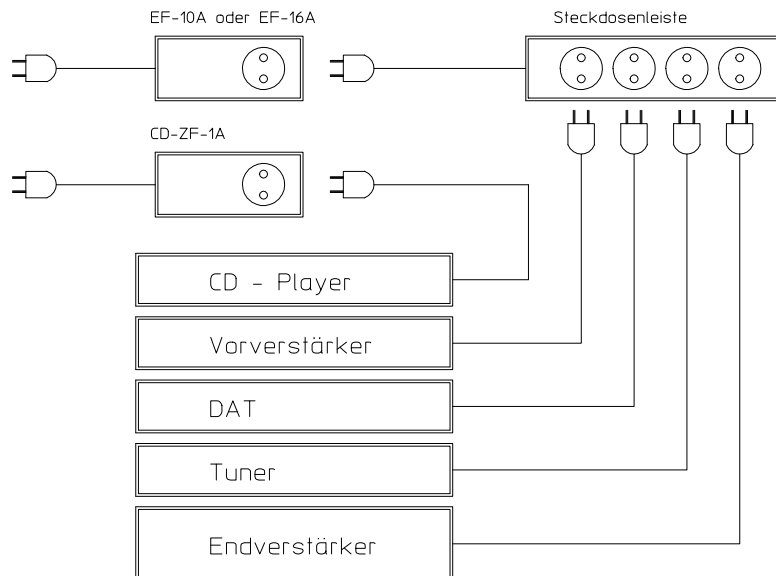 EF-10A oder EF-16A
Steckdosenleiste
CD-ZF-1A
CD - Player
Vorverstärker
DAT
Tuner
Endverstärker